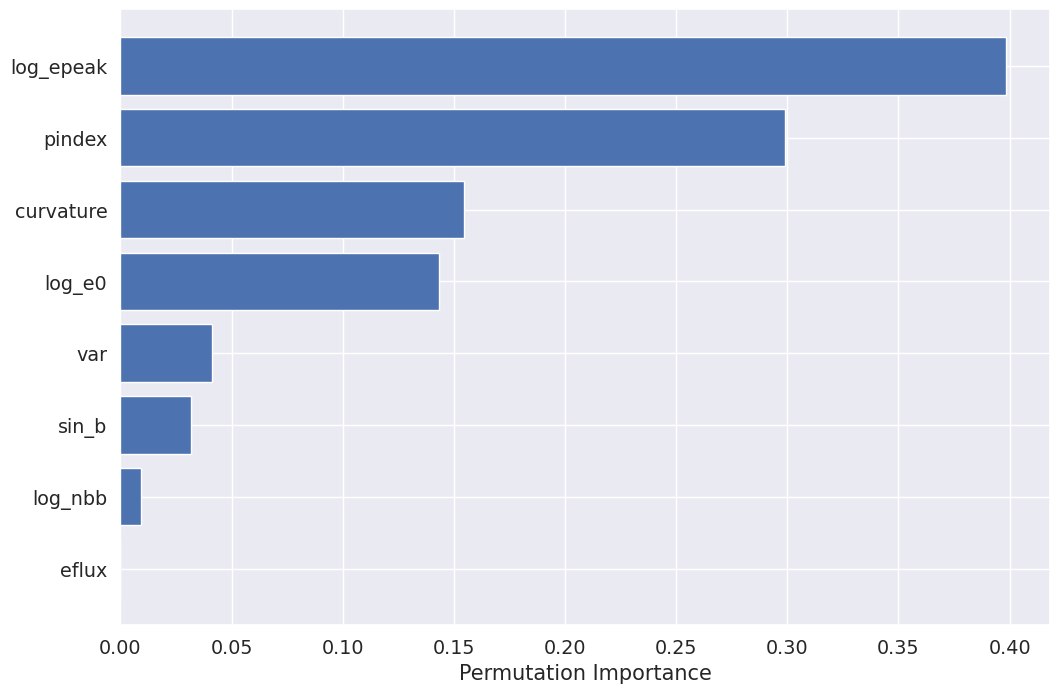 log_epeak
pindex
curvature
log_e0
var
sin_b
log_nbb
eflux
0.00 0.05 0.10 0.15 0.20 0.25 0.30 0.35 0.40
Permutation Importance